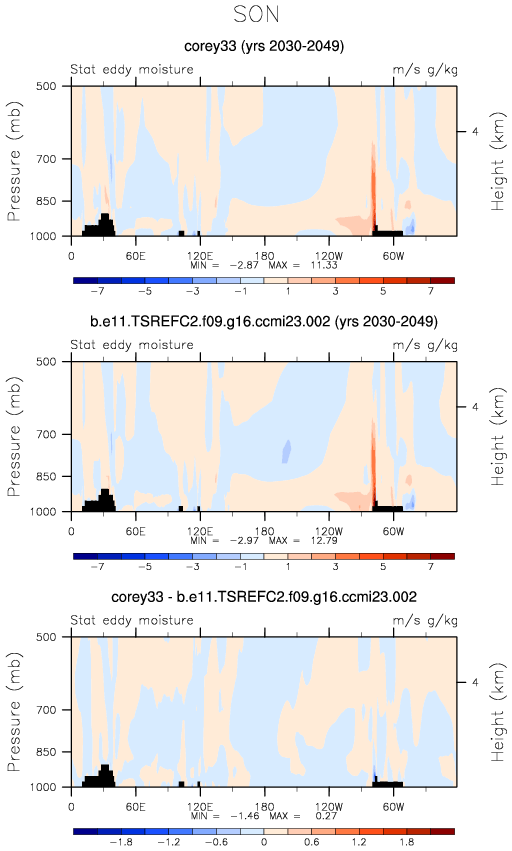 SON
corey33 (yrs 2030-2049)
Stat eddy moisture m/s g/kg
Pressure (mb)
Height (km)
500
700
850
1000
4
0 60E 120E 180 120W 60W
MIN = -2.87 MAX = 11.33
-7 -5 -3 -1 1 3 5 7
b.e11.TSREFC2.f09.g16.ccmi23.002 (yrs 2030-2049)
Stat eddy moisture m/s g/kg
Pressure (mb)
Height (km)
500
700
850
1000
4
0 60E 120E 180 120W 60W
MIN = -2.97 MAX = 12.79
-7 -5 -3 -1 1 3 5 7
corey33 - b.e11.TSREFC2.f09.g16.ccmi23.002
Stat eddy moisture m/s g/kg
Pressure (mb)
Height (km)
500
700
850
1000
4
0 60E 120E 180 120W 60W
MIN = -1.46 MAX = 0.27
-1.8 -1.2 -0.6 0 0.6 1.2 1.8